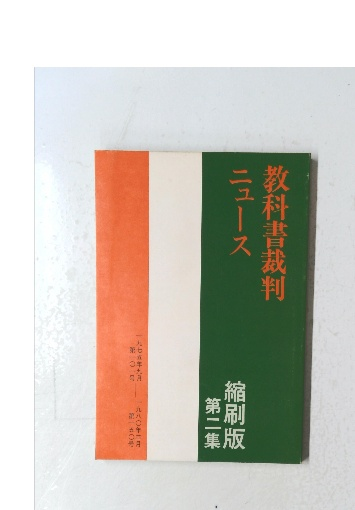 教科書裁判
ニュース
縮刷版
第二集